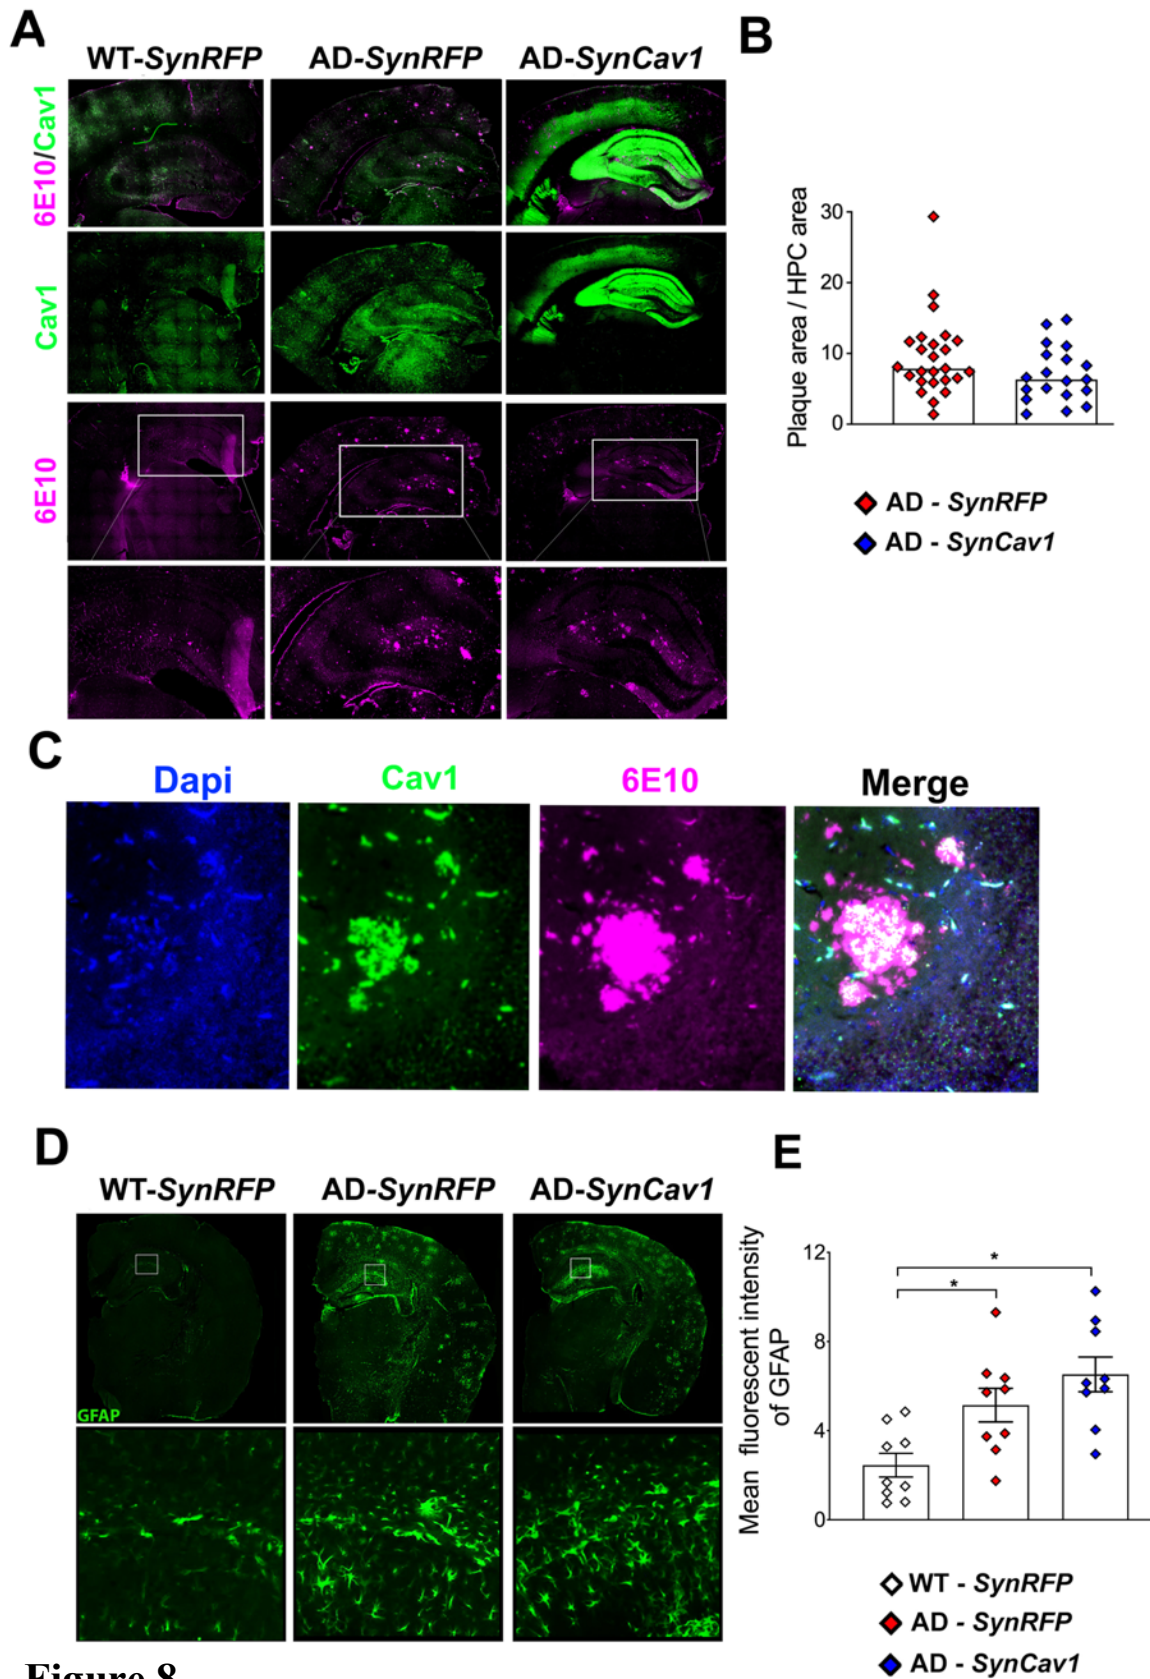 A
WT-SynRFP AD-SynRFP AD-SynCav1
6E10/Cav1
Cav1
6E10
B
Plaque area / HPC area
30
20
10
0
AD - SynRFP
AD - SynCav1
C
Dapi Cav1 6E10 Merge
D
WT-SynRFP AD-SynRFP AD-SynCav1
GFAP
E
Mean fluorescent intensity
of GFAP
12
8
4
0
*
*
WT - SynRFP
AD - SynRFP
AD - SynCav1
Figure 8